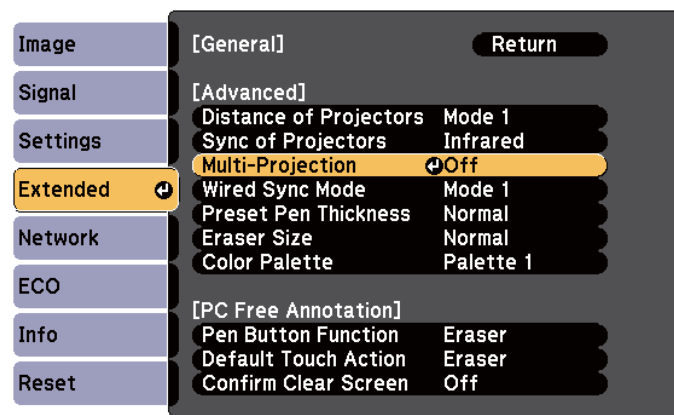 Image
Signal
Settings
Extended
Network
ECO
Info
Reset
[General] Return
[Advanced]
Distance of Projectors Mode 1
Sync of Projectors Infrared
Multi-Projection Off
Wired Sync Mode Mode 1
Preset Pen Thickness Normal
Eraser Size Normal
Color Palette Palette 1
[PC Free Annotation]
Pen Button Function Eraser
Default Touch Action Eraser
Confirm Clear Screen Off